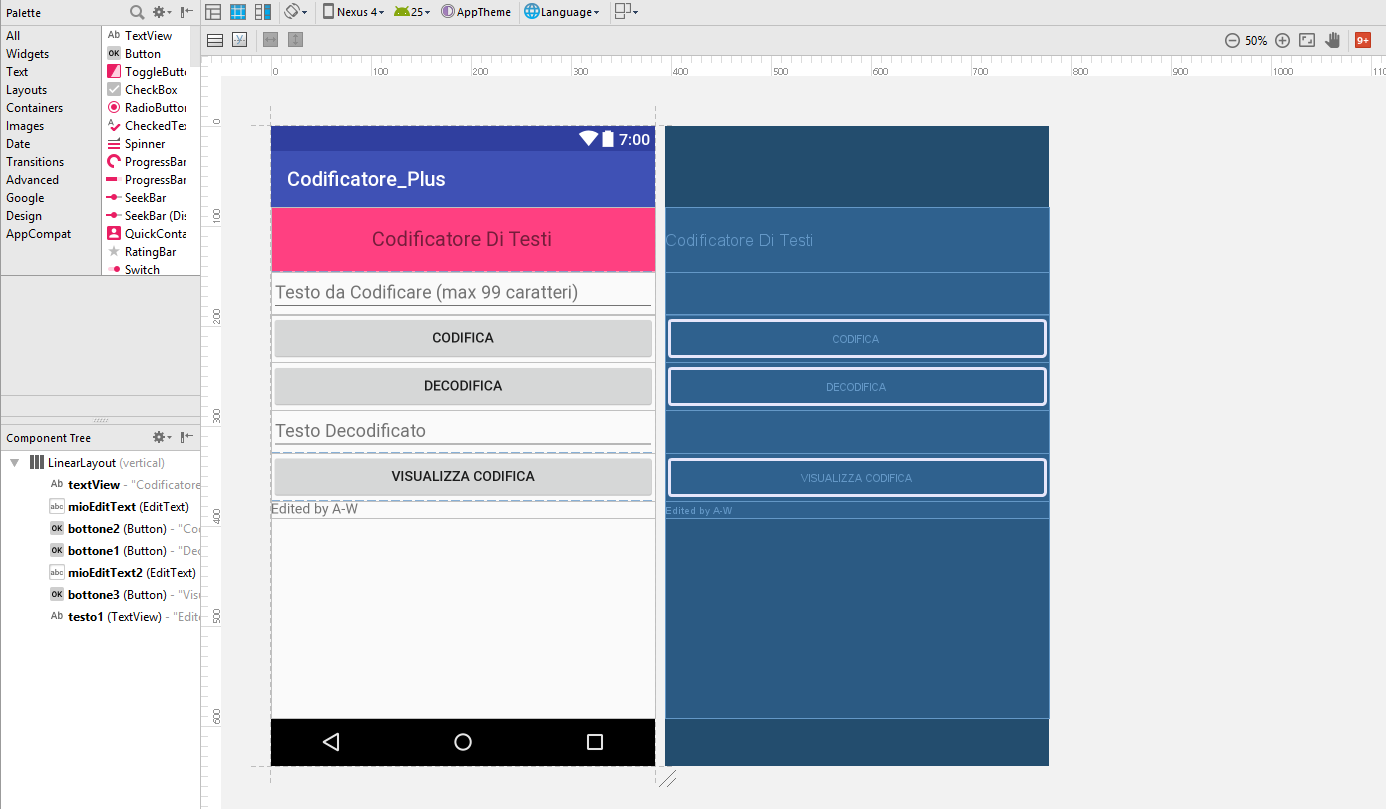 Palette
Nexus 4
25
AppTheme
Language
All
Widgets
Text
Layouts
Containers
Images
Date
Transitions
Advanced
Google
Design
AppCompat
Ab TextView
OK Button
ToggleButt
CheckBox
RadioButtor
CheckedTe
Spinner
ProgressBar
ProgressBar
SeekBar
SeekBar (Dis
QuickConta
RatingBar
Switch
50%
9+
0 100 200 300 400 500 600 700 800 900 1000 110
0
100
200
300
400
500
600
7:00
Codificatore_Plus
Codificatore Di Testi
Testo da Codificare (max 99 caratteri)
CODIFICA
DECODIFICA
Testo Decodificato
VISUALIZZA CODIFICA
Edited by A-W
Codificatore Di Testi
CODIFICA
DECODIFICA
VISUALIZZA CODIFICA
Edited by A-W
Component Tree
LinearLayout (vertical)
Ab textView - "Codificatore
abc mioEditText (EditText)
OK bottone2 (Button) - "Co
OK bottone1 (Button) - "Dec
abc mioEditText2 (EditText)
OK bottone3 (Button) - "Visu
Ab testo1 (TextView) - "Edite